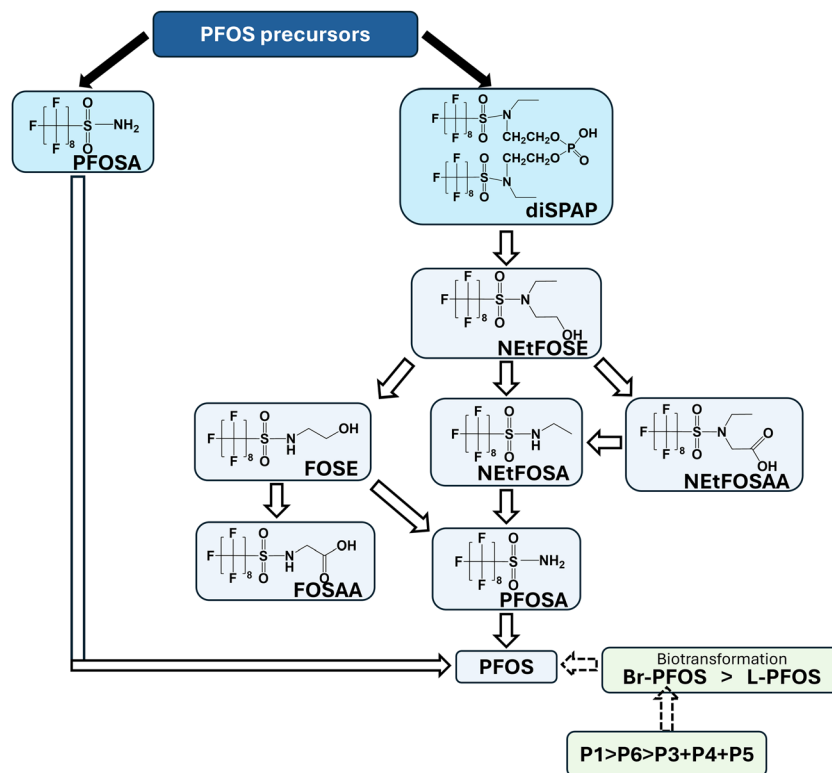 PFOS precursors
F F O
F S NH2
F F 8 O
PFOSA
F F O
F S N
F F 8 O CH2CH2O OH
P
CH2CH2O O
F F O
F S N
F F 8 O
diSPAP
F F O
F S N
F F 8 O
OH
NEtFOSE
F F O
F S N OH
F F 8 O H
FOSE
F F O
F S N
F F 8 O H
NEtFOSA
F F O
F S N O
F F 8 O
OH
NEtFOSAA
F F O
F S N OH
F F 8 O H
O
FOSAA
F F O
F S NH2
F F 8 O
PFOSA
PFOS
Biotransformation
Br-PFOS > L-PFOS
P1>P6>P3+P4+P5